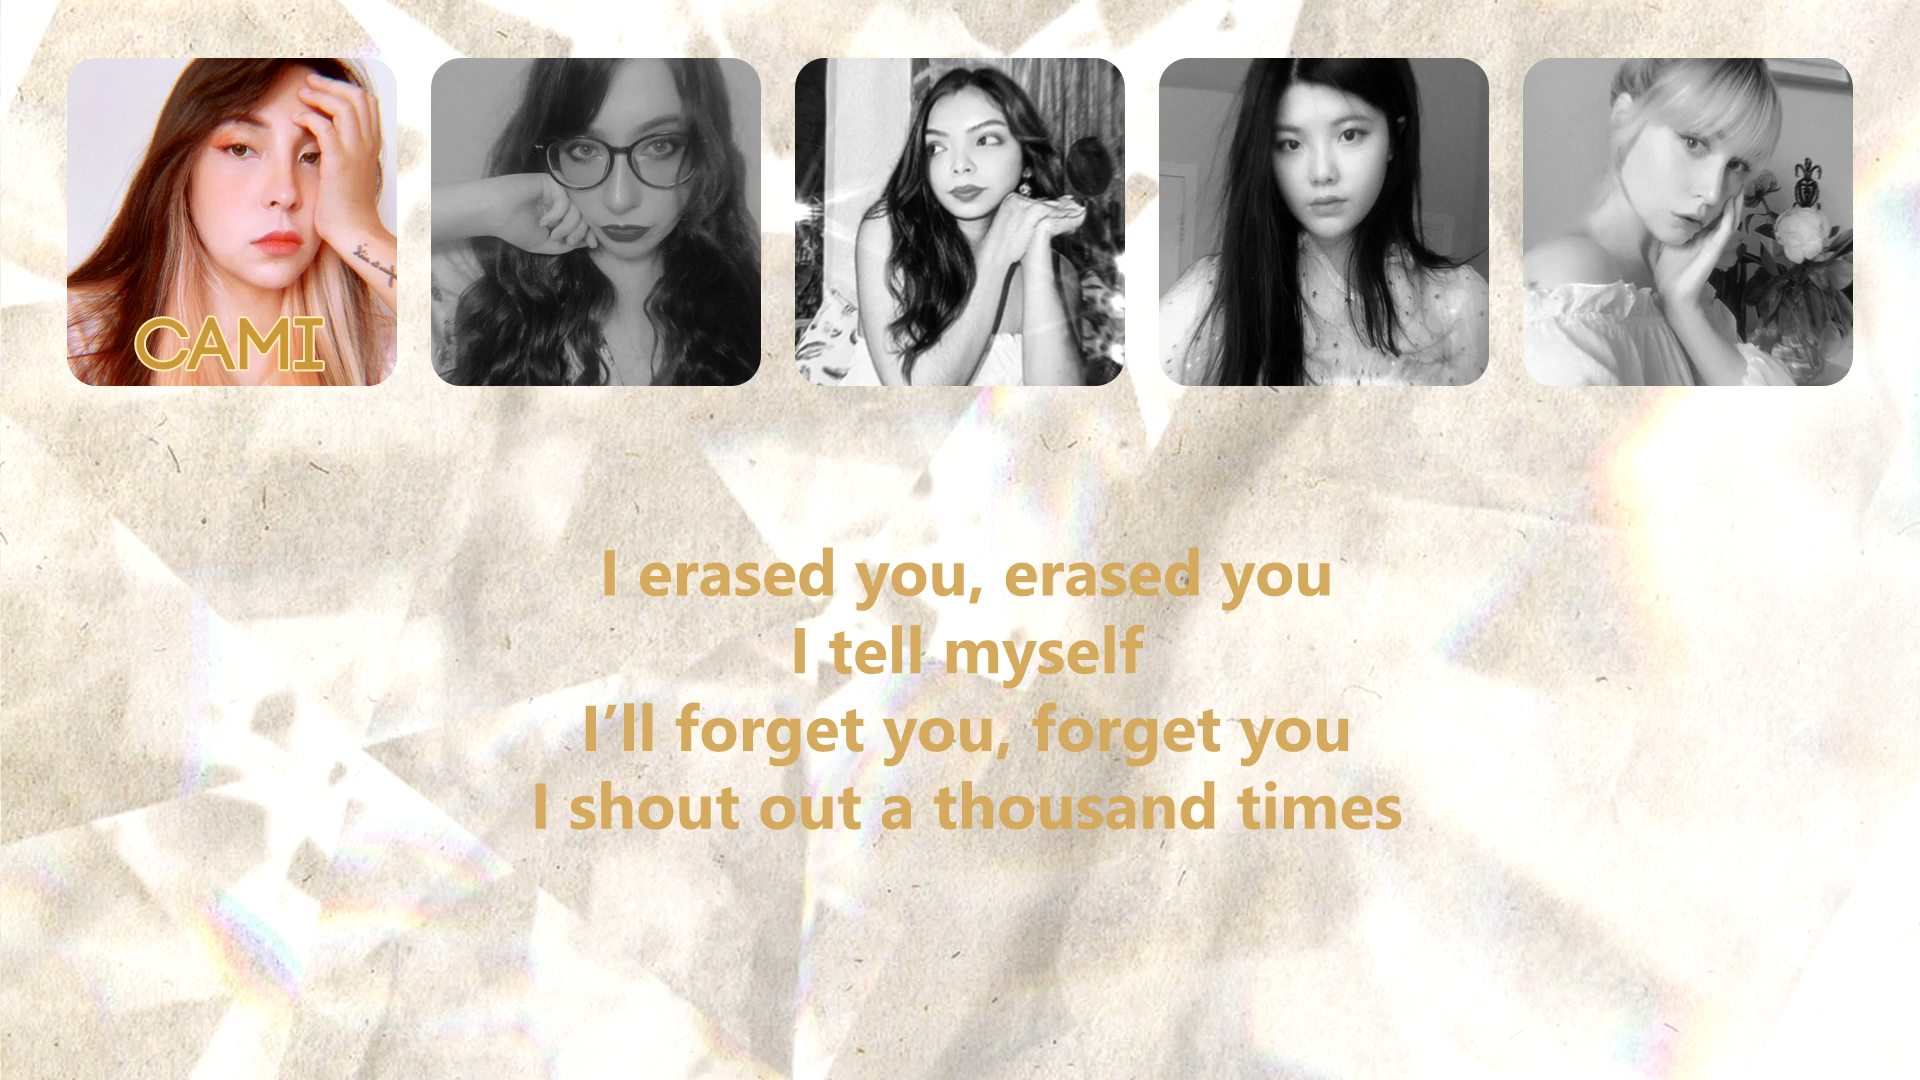 CAMI
I erased you, erased you
I tell myself
I’ll forget you, forget you
I shout out a thousand times